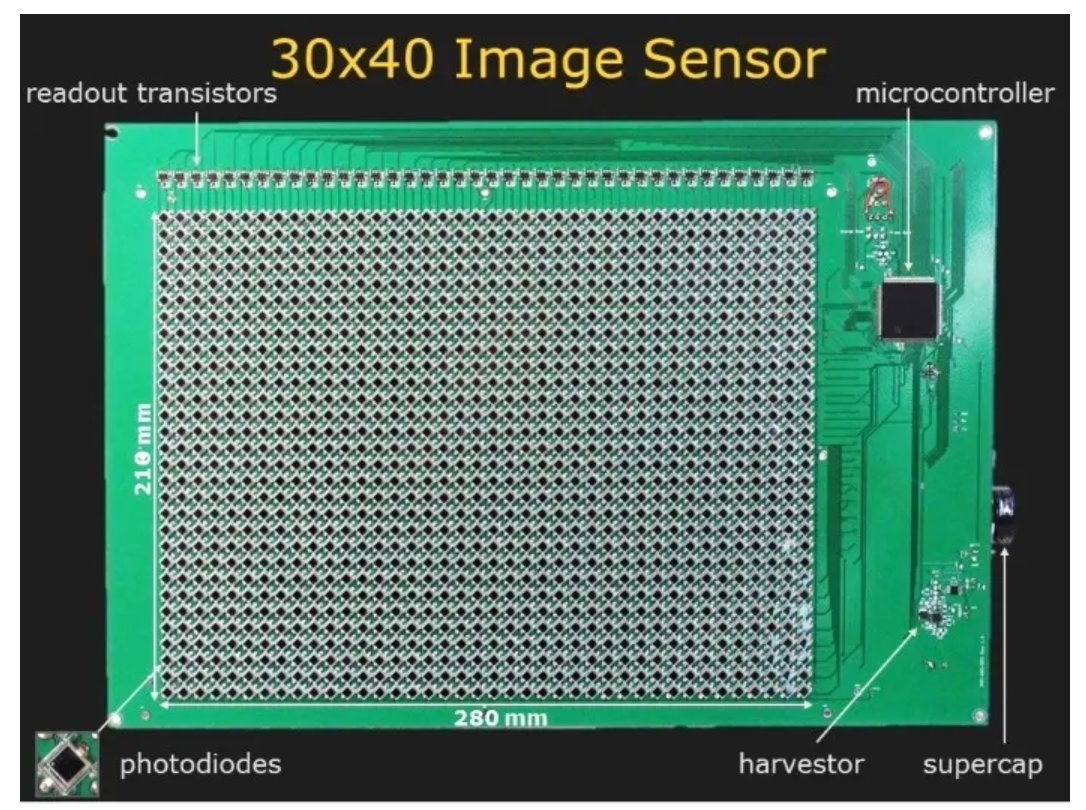 30x40 Image Sensor
readout transistors
microcontroller
210 mm
280 mm
photodiodes
harvestor
supercap